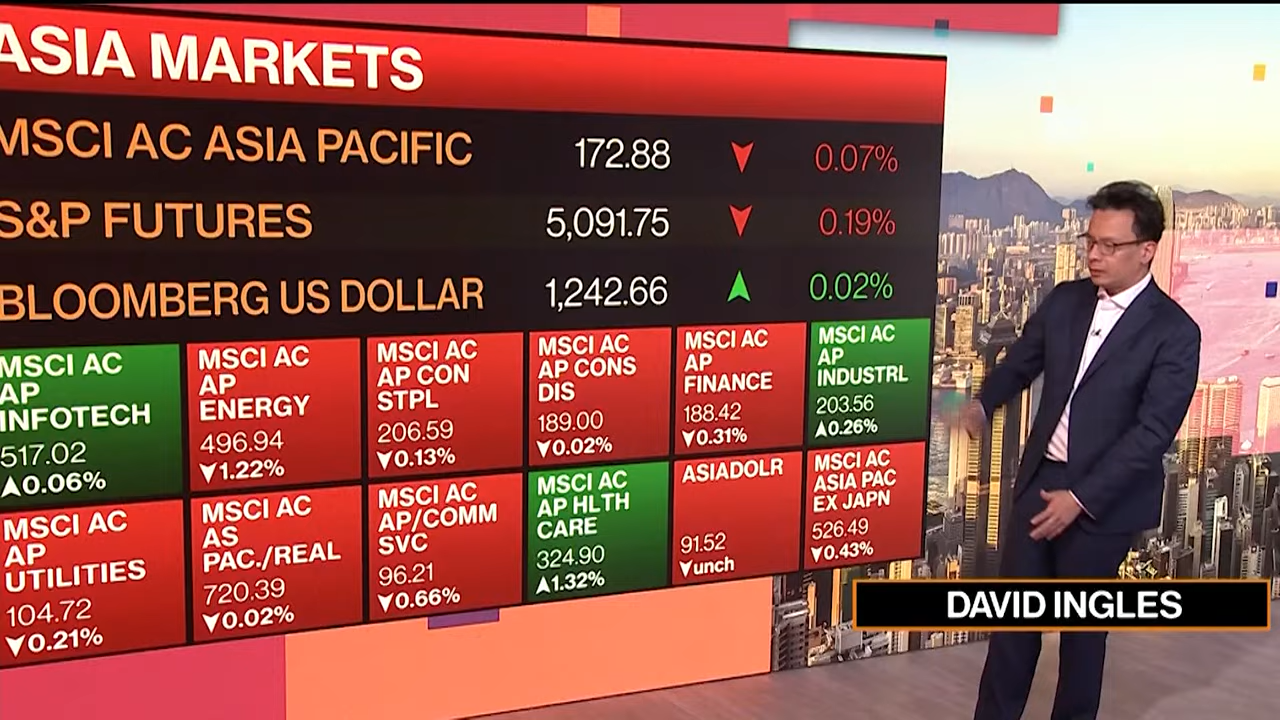 ASIA MARKETS
MSCI AC ASIA PACIFIC 172.88 ▼ 0.07%
S&P FUTURES 5,091.75 ▼ 0.19%
BLOOMBERG US DOLLAR 1,242.66 ▲ 0.02%
MSCI AC
AP
INFOTECH
517.02
▲0.06%
MSCI AC
AP
ENERGY
496.94
▼1.22%
MSCI AC
AP CON
STPL
206.59
▼0.13%
MSCI AC
AP CONS
DIS
189.00
▼0.02%
MSCI AC
AP
FINANCE
188.42
▼0.31%
MSCI AC
AP
INDUSTRL
203.56
▲0.26%
MSCI AC
AP
UTILITIES
104.72
▼0.21%
MSCI AC
AS
PAC./REAL
720.39
▼0.02%
MSCI AC
AP/COMM
SVC
96.21
▼0.66%
MSCI AC
AP HLTH
CARE
324.90
▲1.32%
ASIADOLR
91.52
▼unch
MSCI AC
ASIA PAC
EX JAPN
526.49
▼0.43%
DAVID INGLES